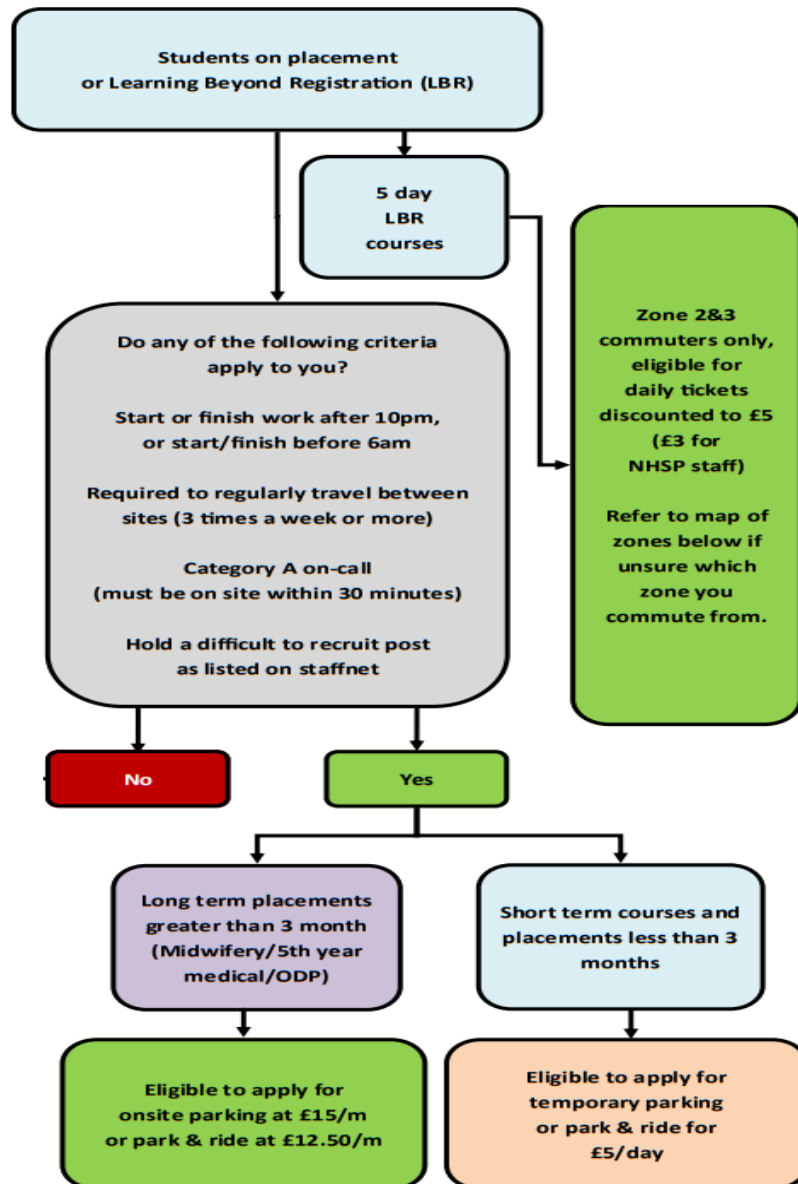 Students on placement
or Learning Beyond Registration (LBR)
5 day
LBR
courses
Zone 2&3
commuters only,
eligible for
daily tickets
discounted to £5
(£3 for
NHSP staff)
Refer to map of
zones below if
unsure which
zone you
commute from.
Do any of the following criteria
apply to you?
Start or finish work after 10pm,
or start/finish before 6am
Required to regularly travel between
sites (3 times a week or more)
Category A on-call
(must be on site within 30 minutes)
Hold a difficult to recruit post
as listed on staffnet
No
Yes
Long term placements
greater than 3 month
(Midwifery/5th year
medical/ODP)
Short term courses and
placements less than 3
months
Eligible to apply for
onsite parking at £15/m
or park & ride at £12.50/m
Eligible to apply for
temporary parking
or park & ride for
£5/day